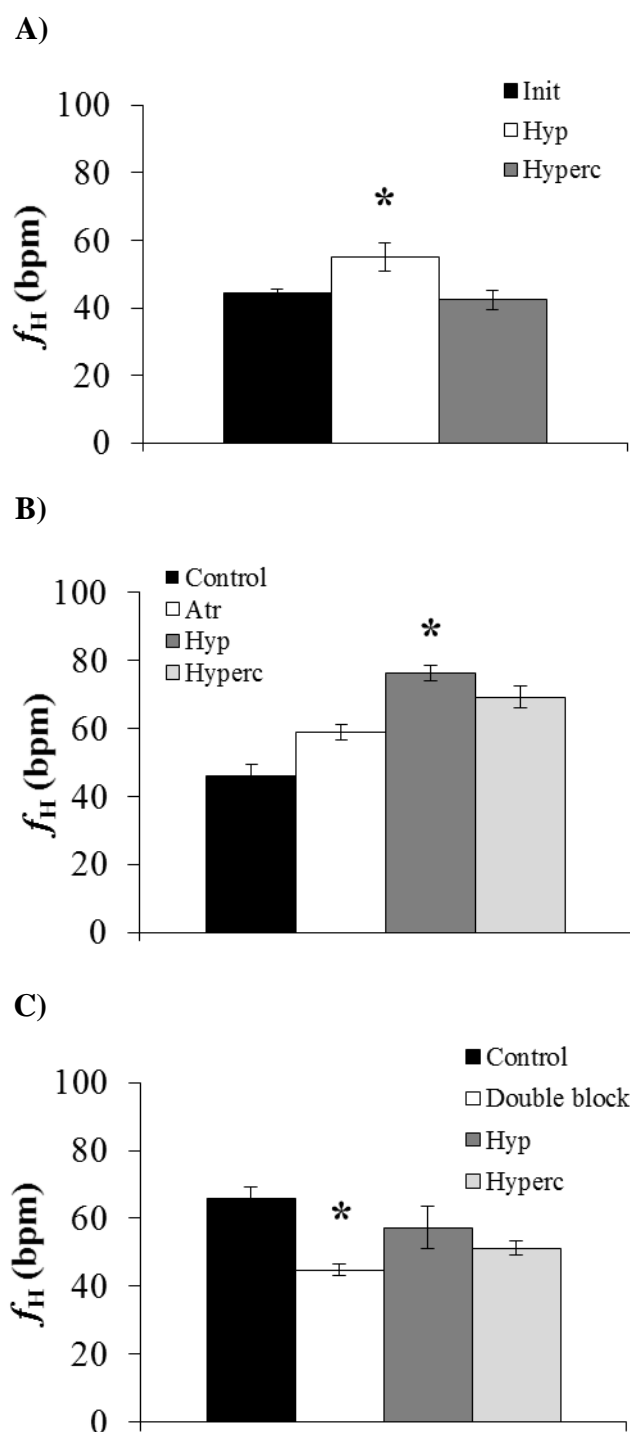 A)
Init
Hyp
Hyperc
*
100
80
60
40
20
0
fH (bpm)
B)
Control
Atr
Hyp
Hyperc
*
100
80
60
40
20
0
fH (bpm)
C)
Control
Double block
Hyp
Hyperc
*
100
80
60
40
20
0
fH (bpm)